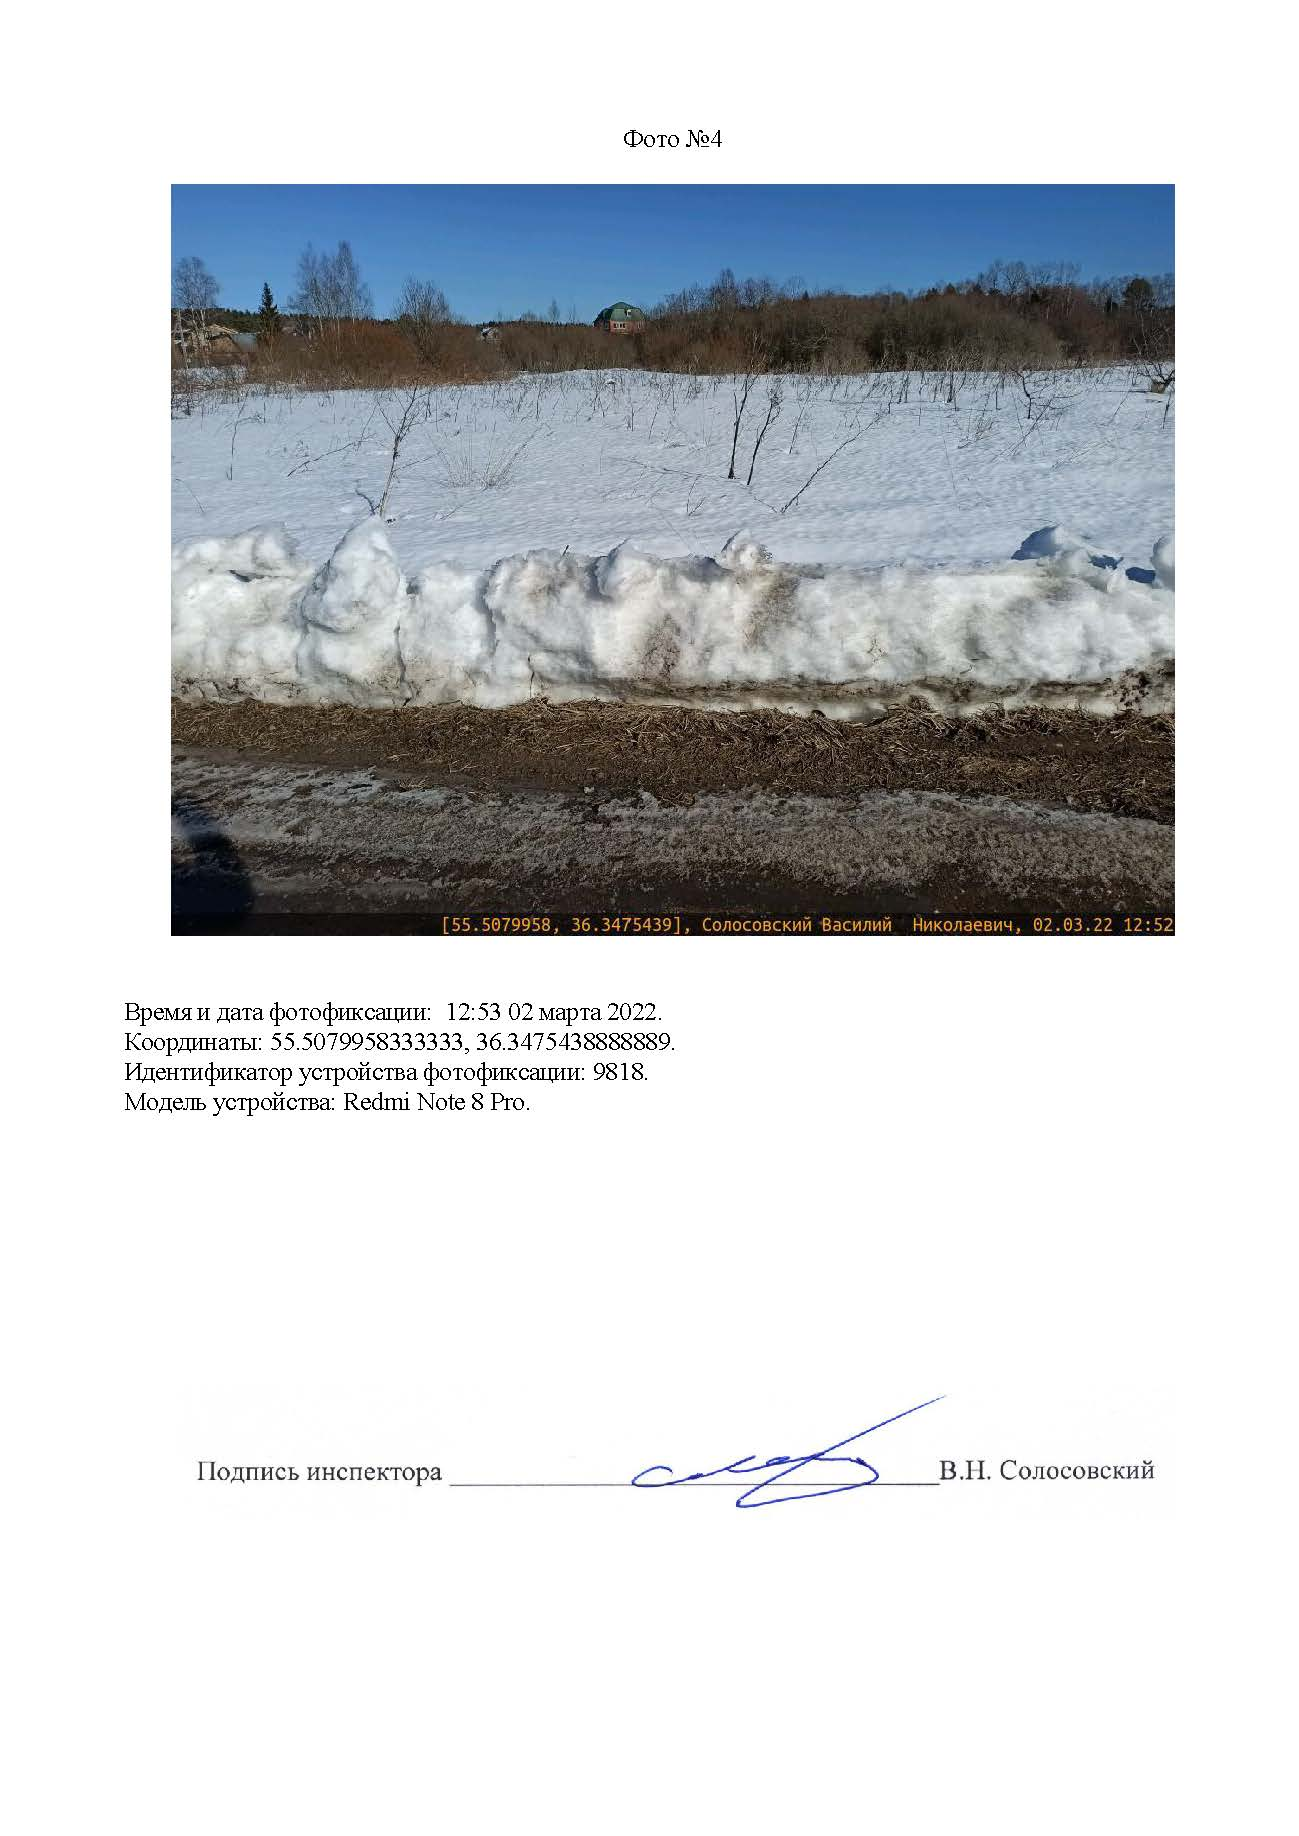 Фото №4
[55.5079958, 36.3475439], Солосовский Василий  Николаевич, 02.03.22 12:52
Время и дата фотофиксации:  12:53 02 марта 2022.
Координаты: 55.5079958333333, 36.3475438888889.
Идентификатор устройства фотофиксации: 9818.
Модель устройства: Redmi Note 8 Pro.
Подпись инспектора ____________________________________В.Н. Солосовский